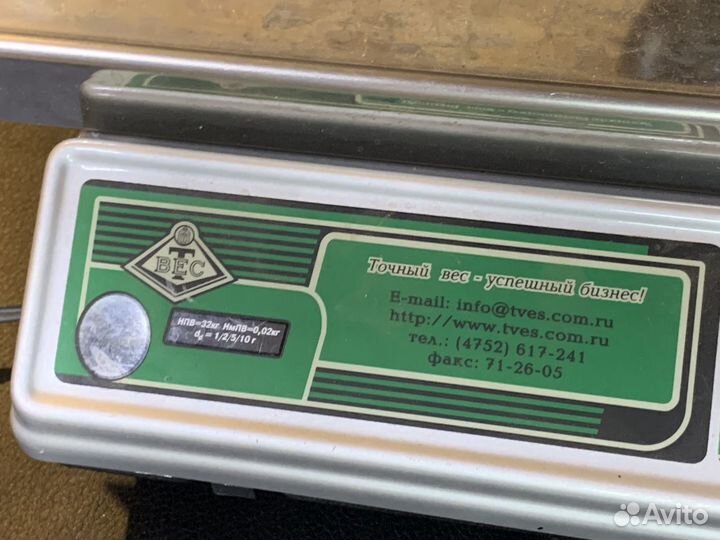 Т
ВЕС
НПВ=32кг НмПВ=0,02кг
d_д = 1/2/5/10 г
Точный вес - успешный бизнес!
E-mail: info@tves.com.ru
http://www.tves.com.ru
тел.: (4752) 617-241
факс: 71-26-05
Avito